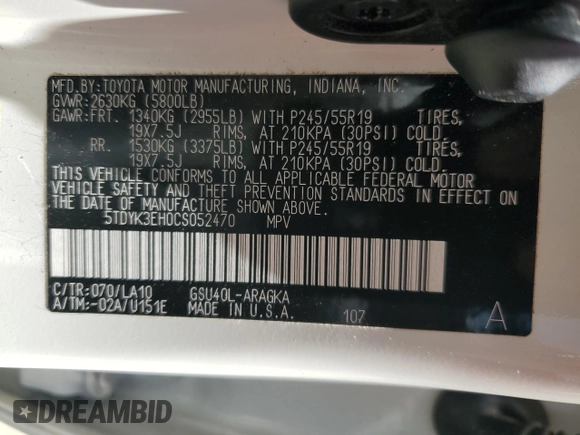 MFD.BY:TOYOTA MOTOR MANUFACTURING, INDIANA, INC.
GVWR:2630KG (5800LB)
GAWR:FRT. 1340KG (2955LB) WITH P245/55R19 TIRES,
19X7.5J RIMS, AT 210KPA (30PSI) COLD.
RR. 1530KG (3375LB) WITH P245/55R19 TIRES,
19X7.5J RIMS, AT 210KPA (30PSI) COLD.
THIS VEHICLE CONFORMS TO ALL APPLICABLE FEDERAL MOTOR
VEHICLE SAFETY AND THEFT PREVENTION STANDARDS IN EFFECT ON
THE DATE OF MANUFACTURE SHOWN ABOVE.
5TDYK3EH0CS052470 MPV
C/TR:070/LA10 GSU40L-ARAGKA
A/TM:-02A/U151E MADE IN U.S.A. 107 A
DREAMBID